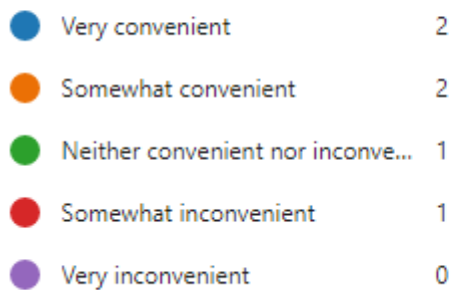 Very convenient 2
Somewhat convenient 2
Neither convenient nor inconve... 1
Somewhat inconvenient 1
Very inconvenient 0